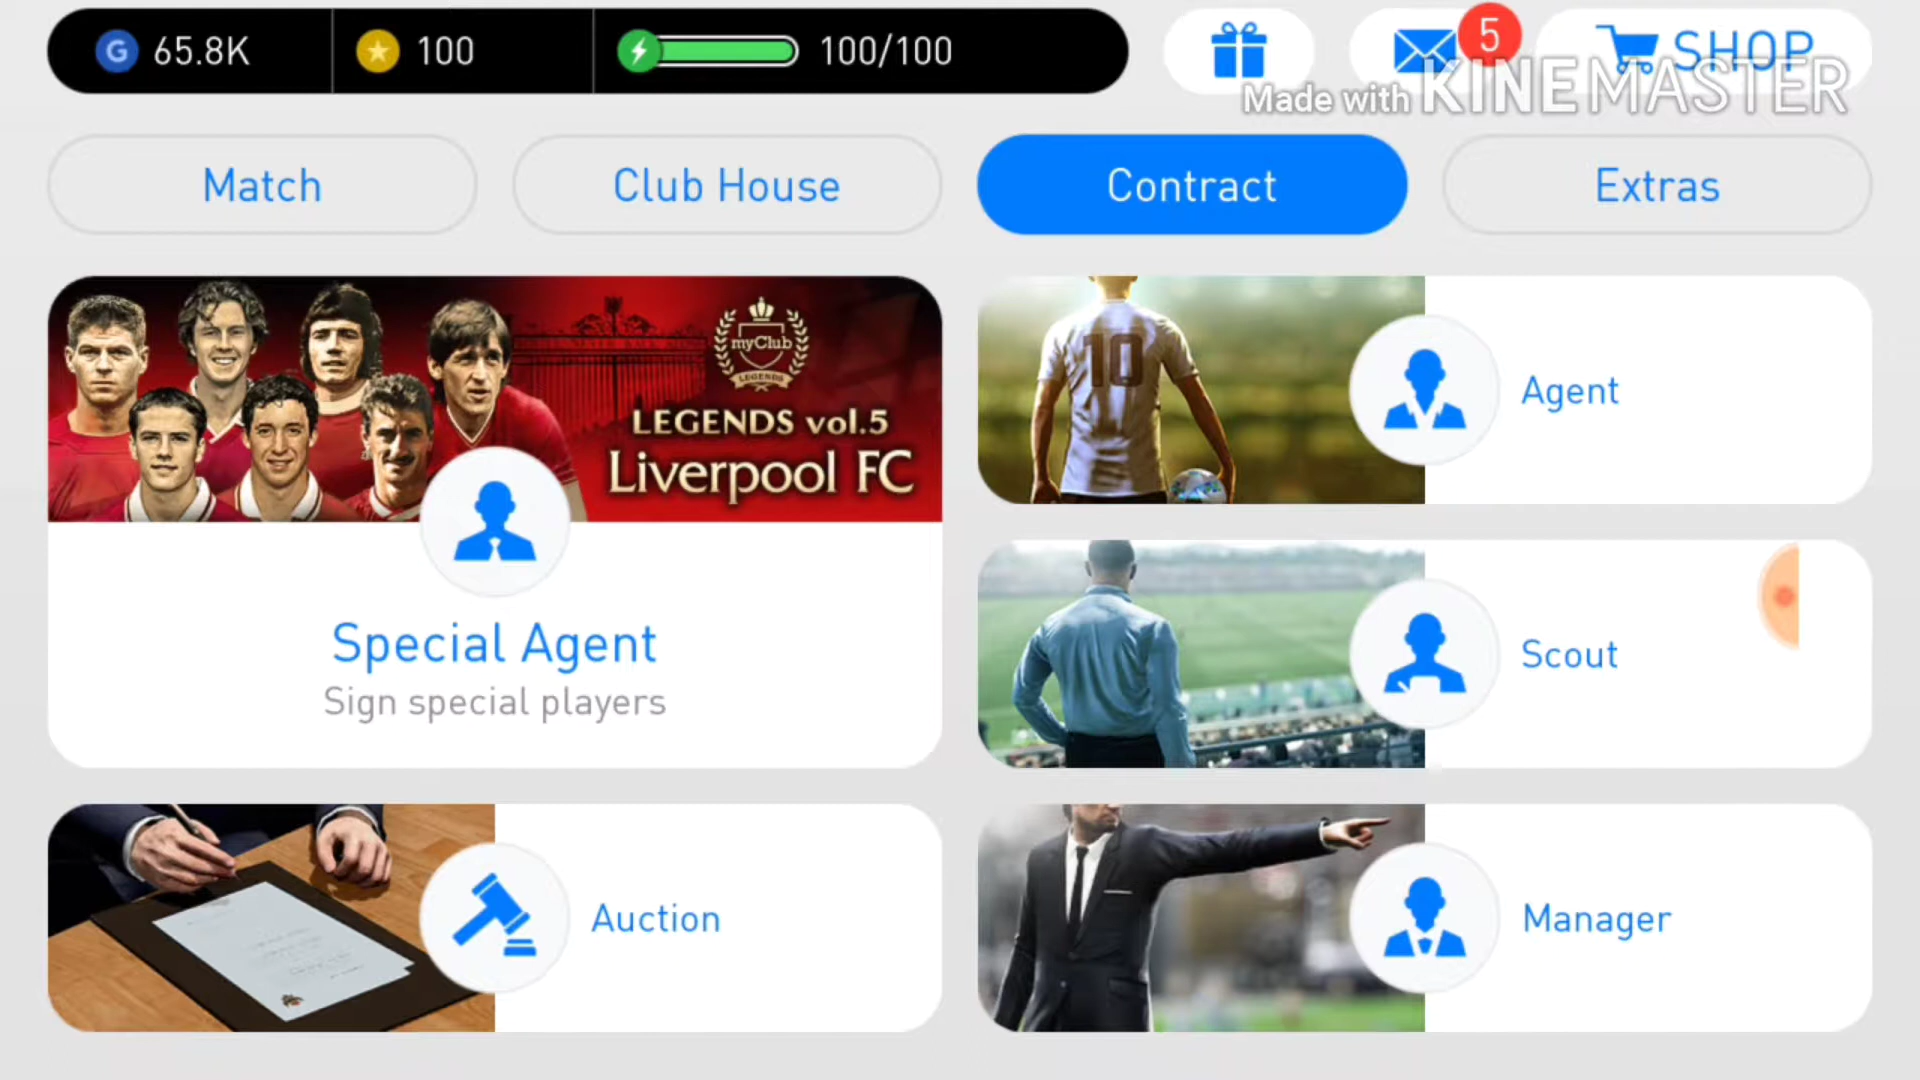 G 65.8K
100
100/100
5
SHOP
Made with KINEMASTER
Match
Club House
Contract
Extras
myClub
LEGENDS
LEGENDS vol.5
Liverpool FC
Special Agent
Sign special players
10
Agent
Scout
Auction
Manager